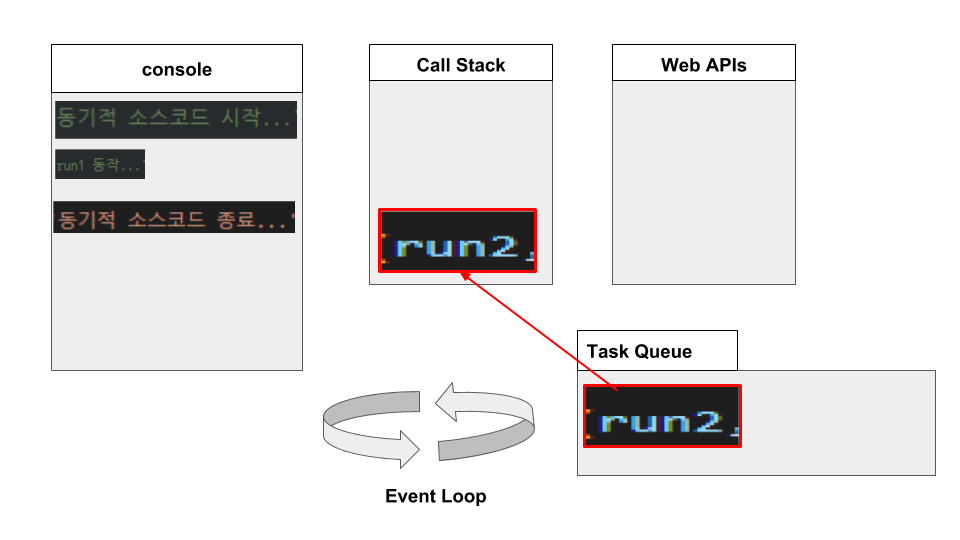 console
동기적 소스코드 시작...'
run1 동작...'
'동기적 소스코드 종료...'
Call Stack
(run2,
Web APIs
Task Queue
(run2,
Event Loop